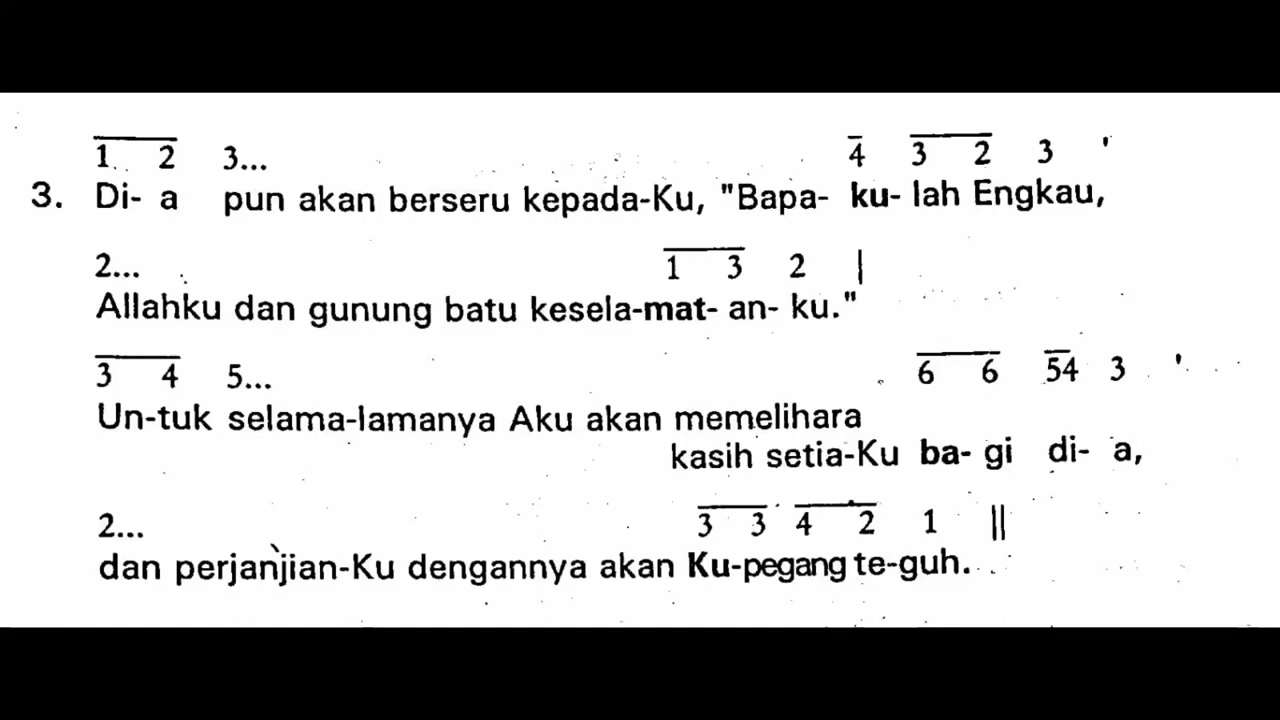 1 2 3... 4 3 2 3 '
3. Di- a pun akan berseru kepada-Ku, "Bapa- ku- lah Engkau,
2... 1 3 2 |
Allahku dan gunung batu kesela-mat- an- ku."
3 4 5... 6 6 54 3 '
Un-tuk selama-lamanya Aku akan memelihara
kasih setia-Ku ba- gi di- a,
2... 3 3 4 2 1 ||
dan perjanjian-Ku dengannya akan Ku-pegang te-guh.